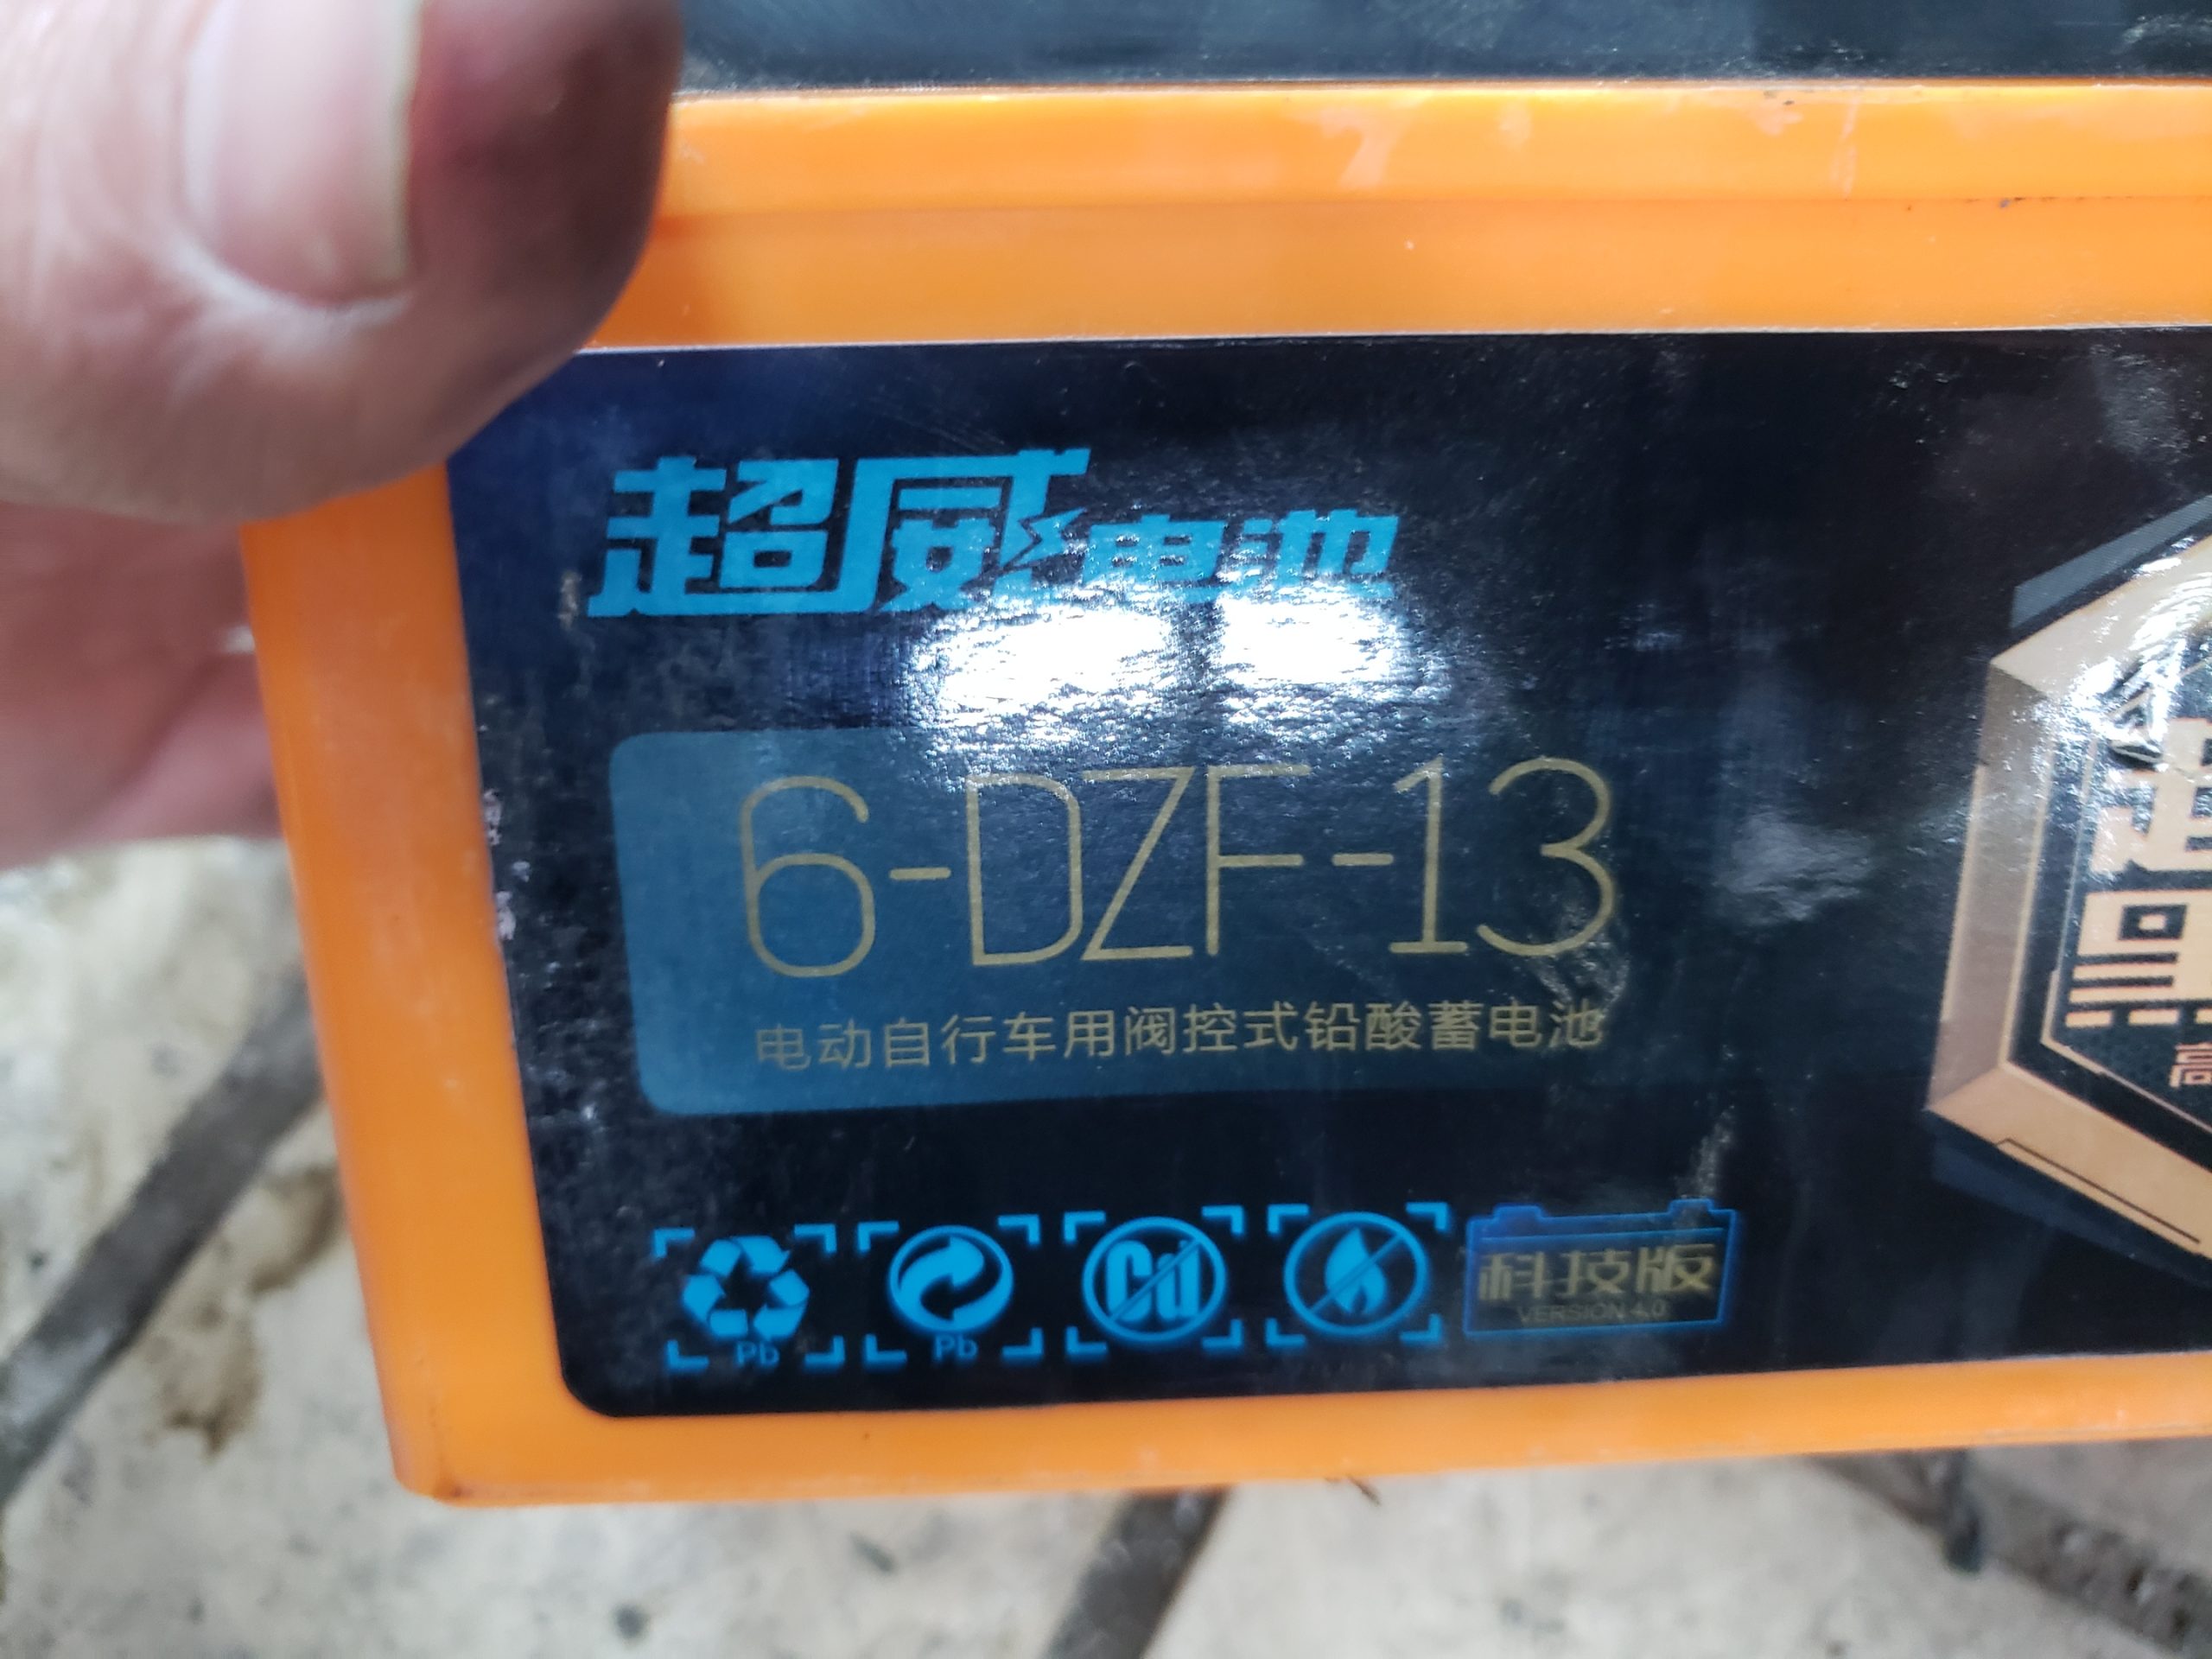 超威电池
6-DZF-13
电动自行车用阀控式铅酸蓄电池
Pb
Pb
Cd
科技版
VERSION 4.0